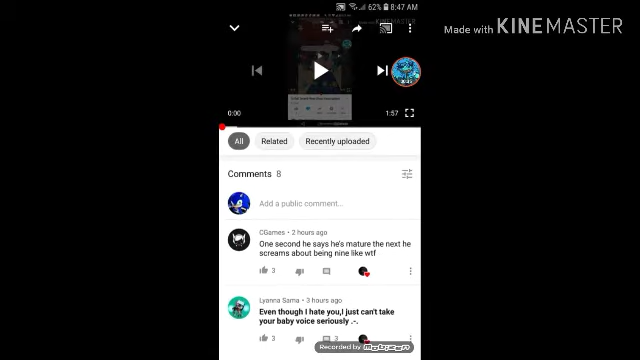 62% 8:47 AM
Made with KINEMASTER
0:00
1:57
All Related Recently uploaded
Comments 8
Add a public comment...
CGames • 2 hours ago
One second he says he's mature the next he
screams about being nine like wtf
3
Lyanna Sama • 3 hours ago
Even though I hate you,I just can't take
your baby voice seriously .-.
3 3
Recorded by